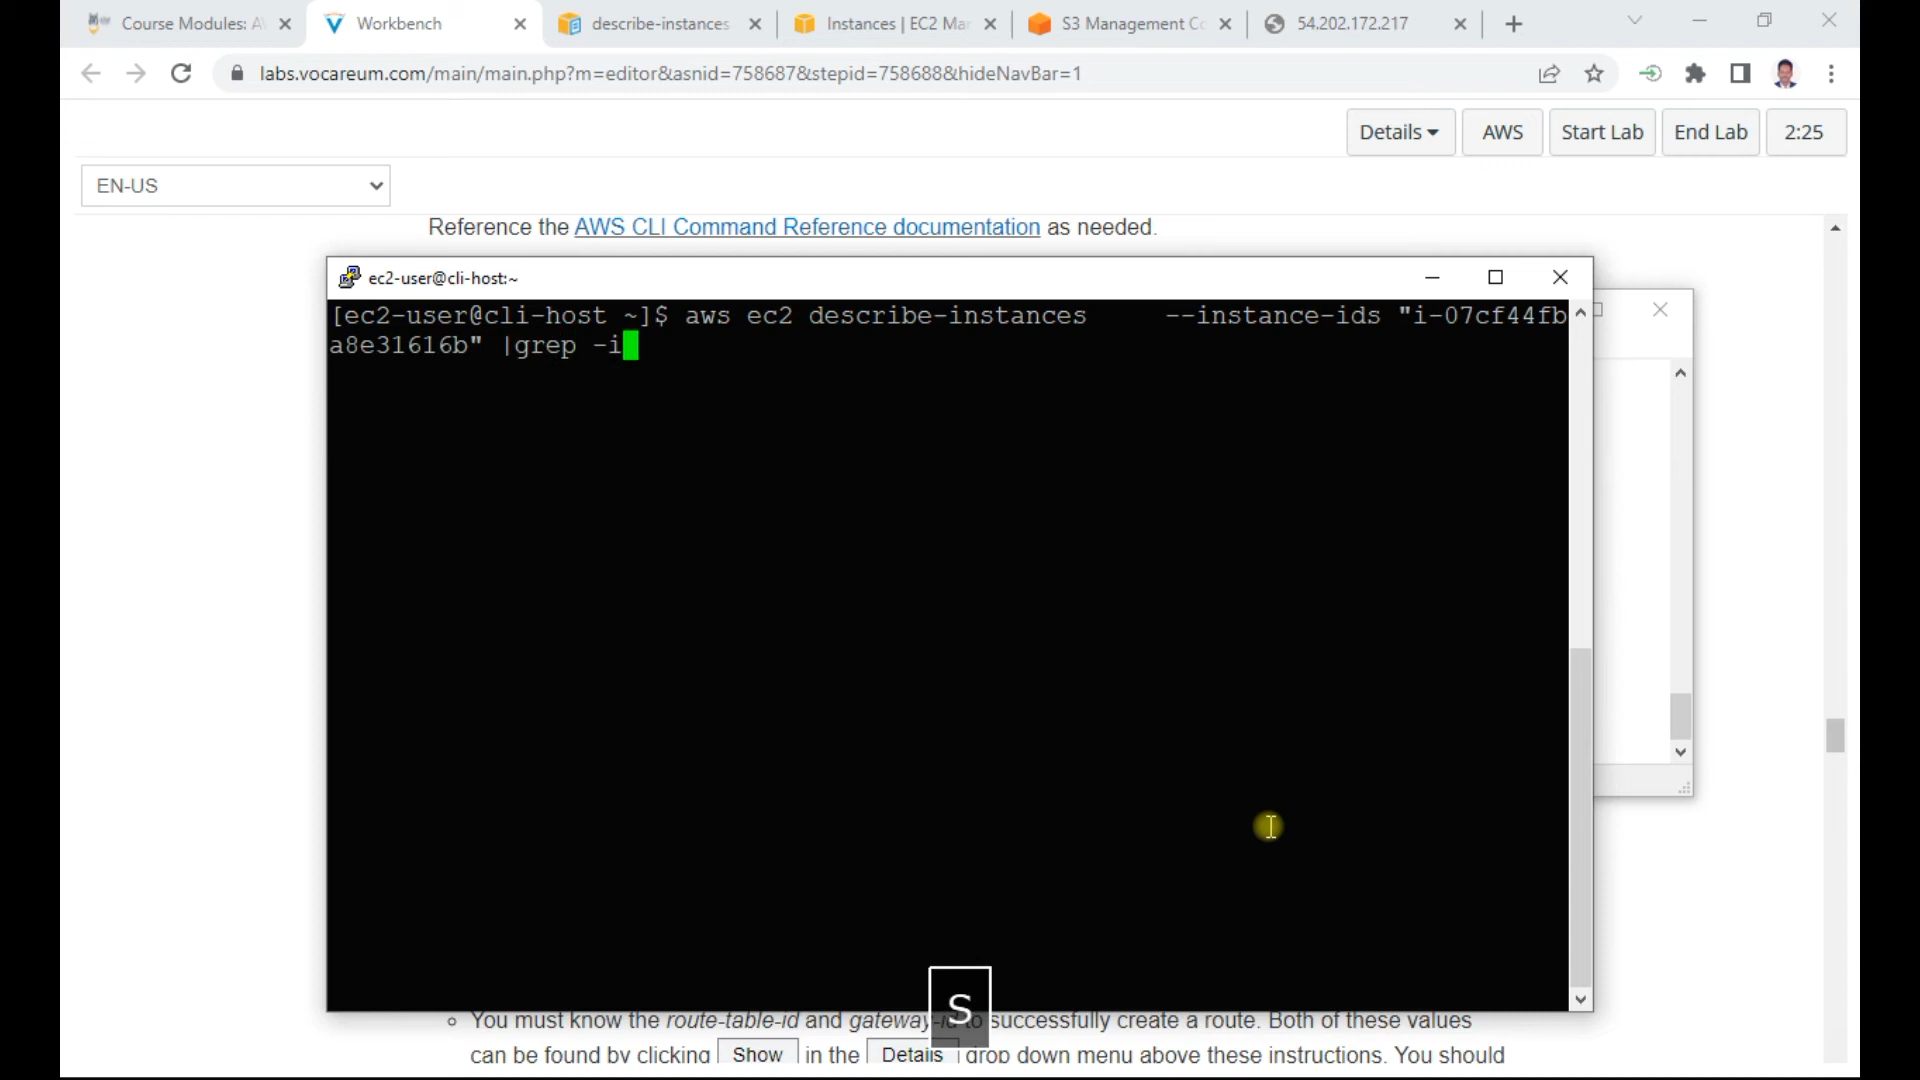 Course Modules: A
Workbench
describe-instances
Instances | EC2 Mar
S3 Management Co
54.202.172.217
labs.vocareum.com/main/main.php?m=editor&asnid=758687&stepid=758688&hideNavBar=1
Details
AWS
Start Lab
End Lab
2:25
EN-US
Reference the AWS CLI Command Reference documentation as needed.
ec2-user@cli-host:~
[ec2-user@cli-host ~]$ aws ec2 describe-instances     --instance-ids "i-07cf44fb
a8e31616b" |grep -i
S
You must know the route-table-id and gateway-id to successfully create a route. Both of these values
can be found by clicking Show in the Details drop down menu above these instructions. You should